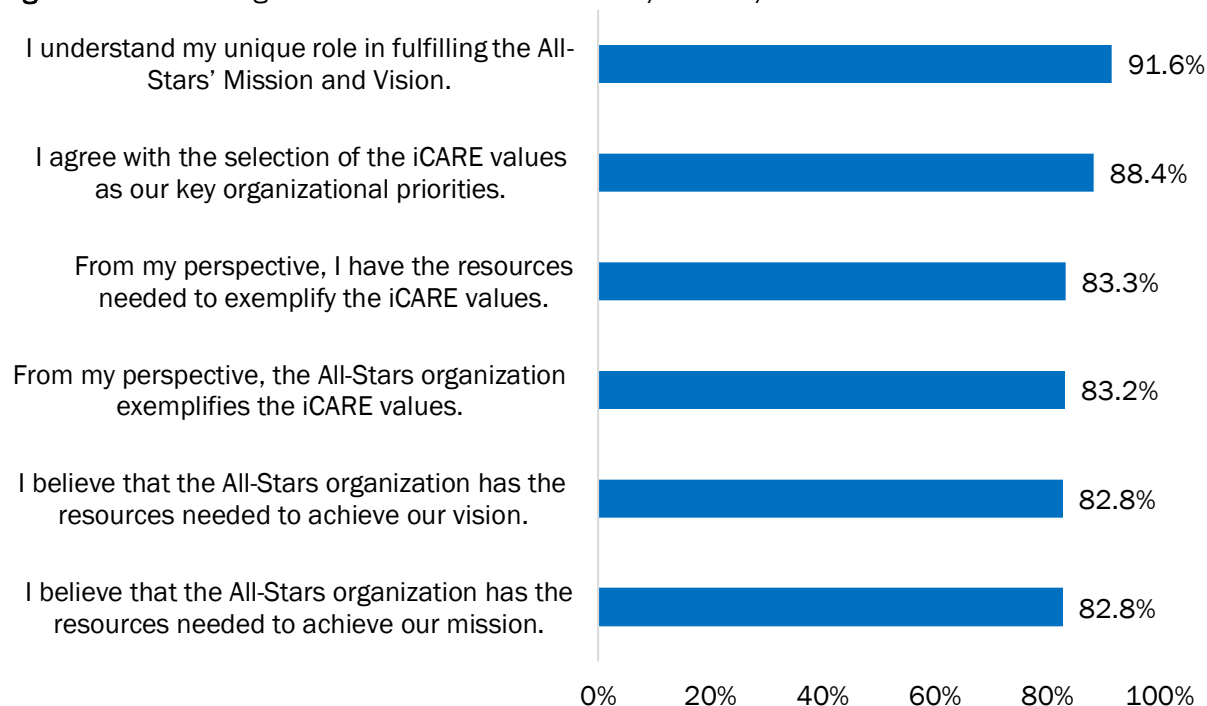 I understand my unique role in fulfilling the All-
Stars' Mission and Vision.
91.6%
I agree with the selection of the iCARE values
as our key organizational priorities.
88.4%
From my perspective, I have the resources
needed to exemplify the iCARE values.
83.3%
From my perspective, the All-Stars organization
exemplifies the iCARE values.
83.2%
I believe that the All-Stars organization has the
resources needed to achieve our vision.
82.8%
I believe that the All-Stars organization has the
resources needed to achieve our mission.
82.8%
0% 20% 40% 60% 80% 100%